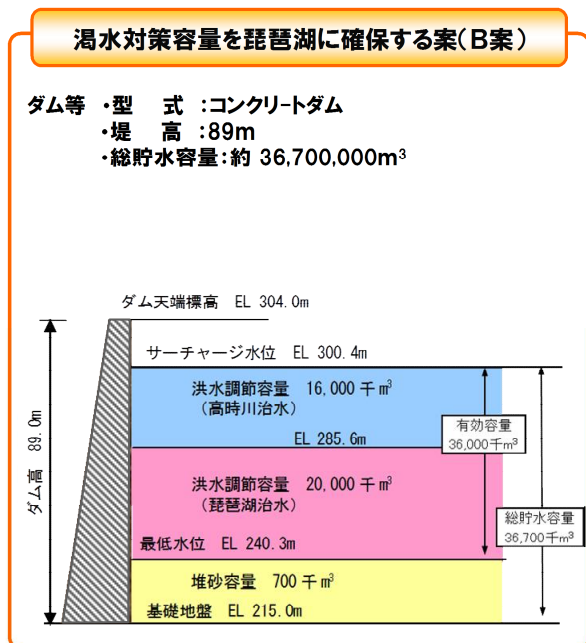 渇水対策容量を琵琶湖に確保する案(B案)
ダム等 ・型 式 :コンクリートダム
・堤 高 :89m
・総貯水容量:約 36,700,000m³
ダム天端標高 EL 304.0m
サーチャージ水位 EL 300.4m
洪水調節容量 16,000 千m³
(高時川治水)
有効容量
36,000千m³
EL 285.6m
ダム高 89.0m
洪水調節容量 20,000 千m³
(琵琶湖治水)
総貯水容量
36,700千m³
最低水位 EL 240.3m
堆砂容量 700 千m³
基礎地盤 EL 215.0m